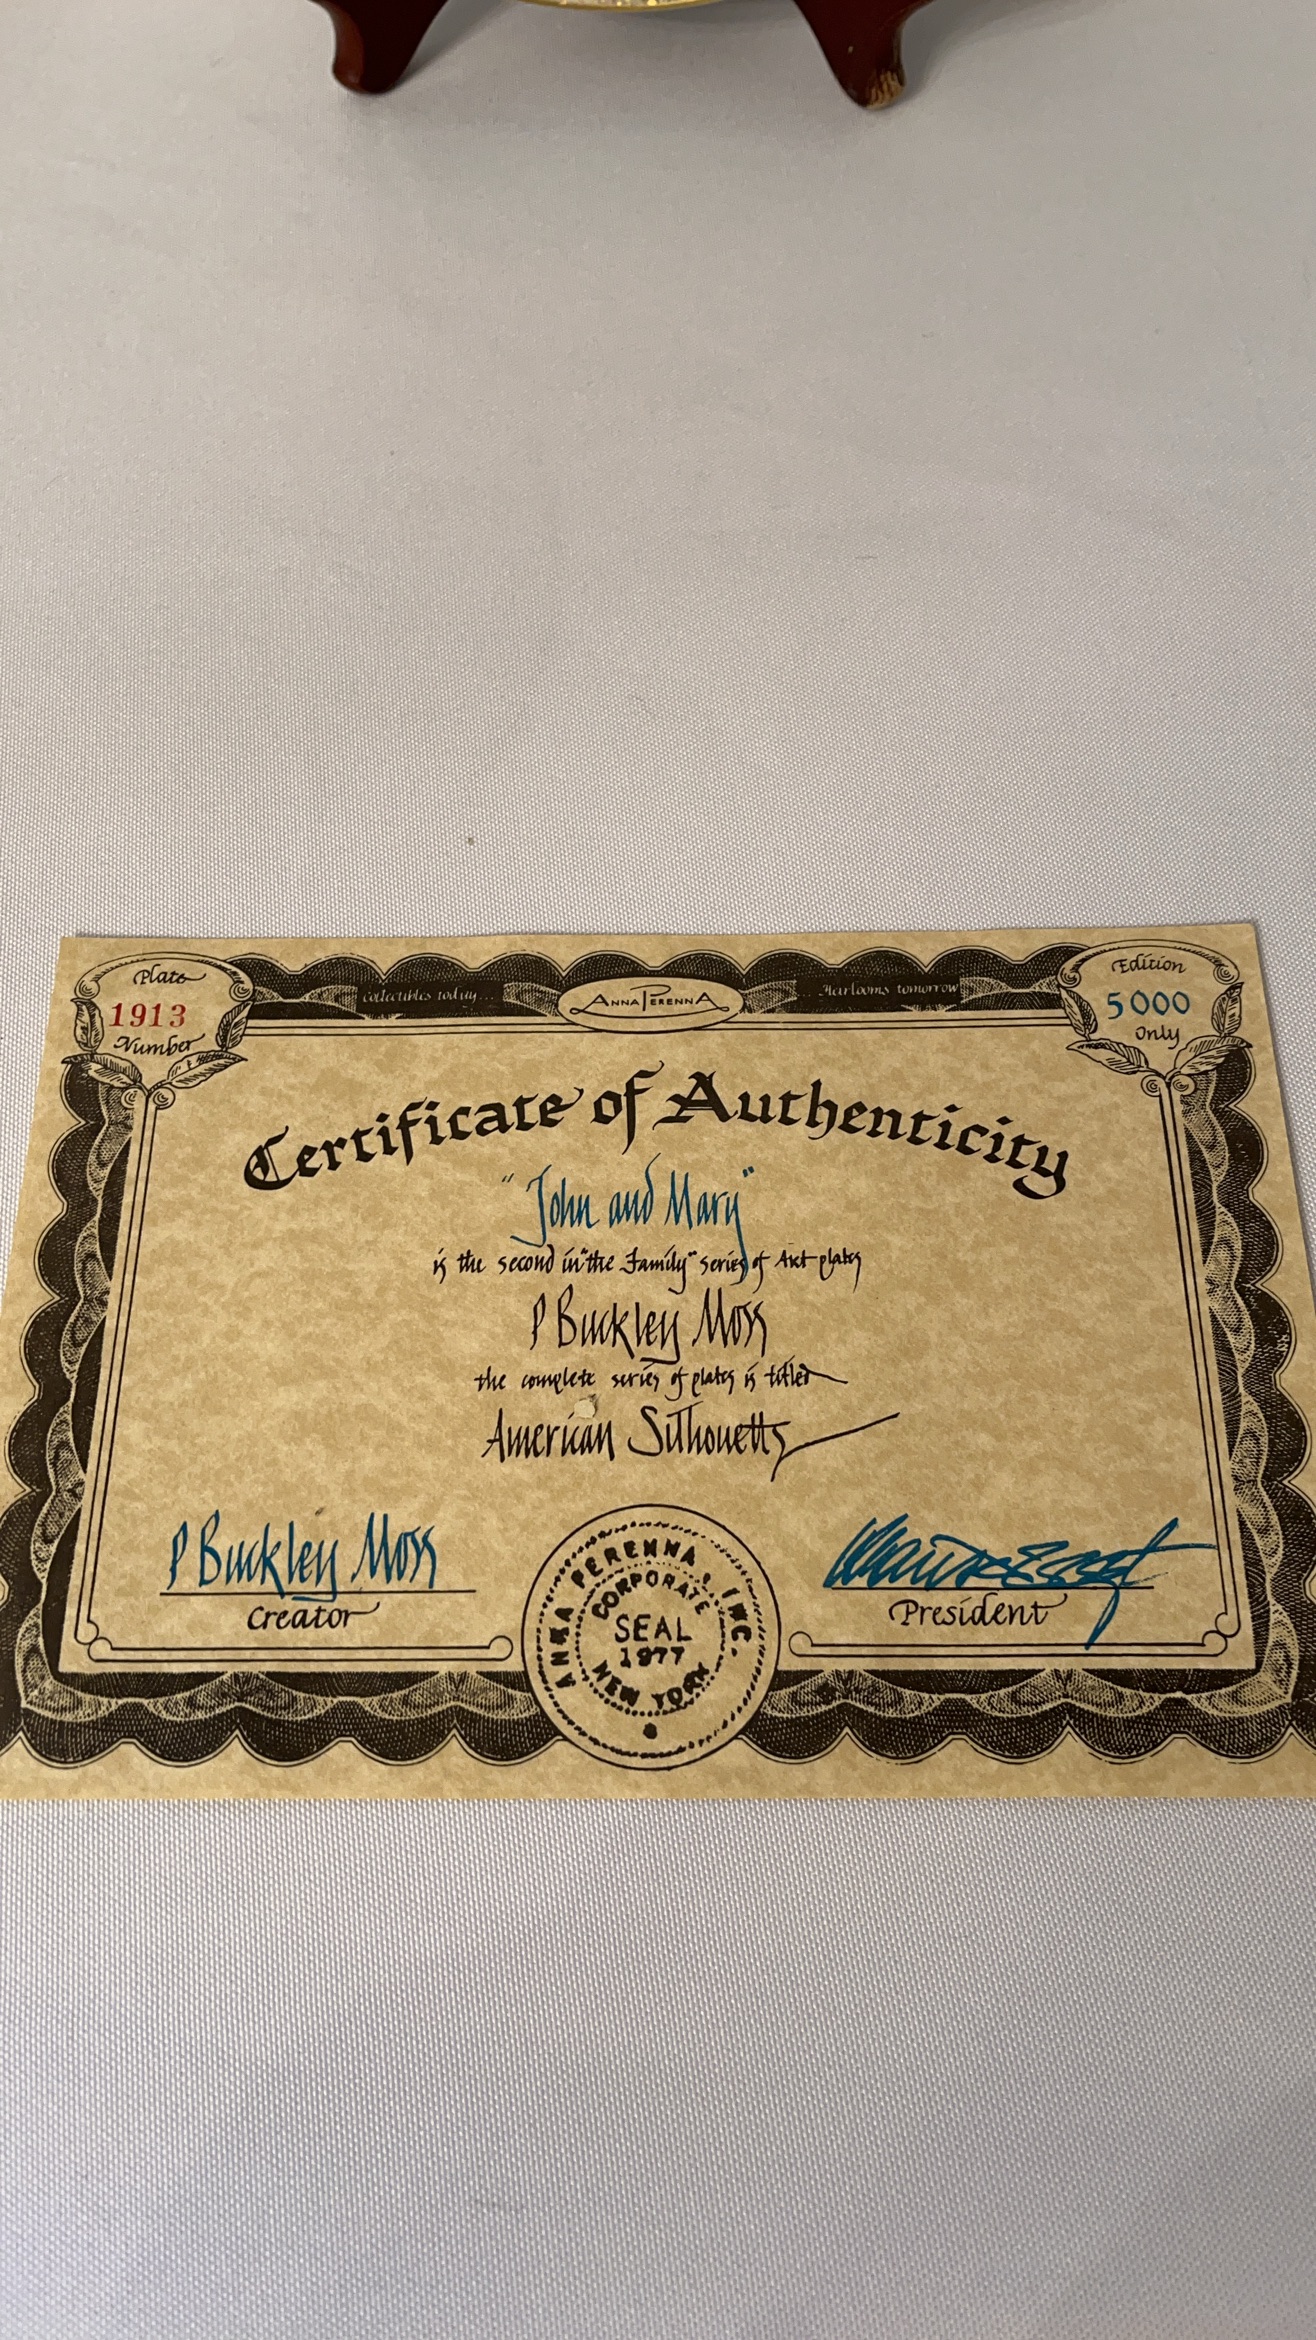 Plate
1913
Number
Collectibles today...
ANNA PERENNA
Heirlooms tomorrow
Edition
5000
Only
Certificate of Authenticity
"John and Mary"
is the second in "the Family" series of Art plates
P Buckley Moss
the complete series of plates is titled
American Silhouettes
P Buckley Moss
Creator
President
ANNA PERENNA, INC.
CORPORATE
SEAL
1977
NEW YORK